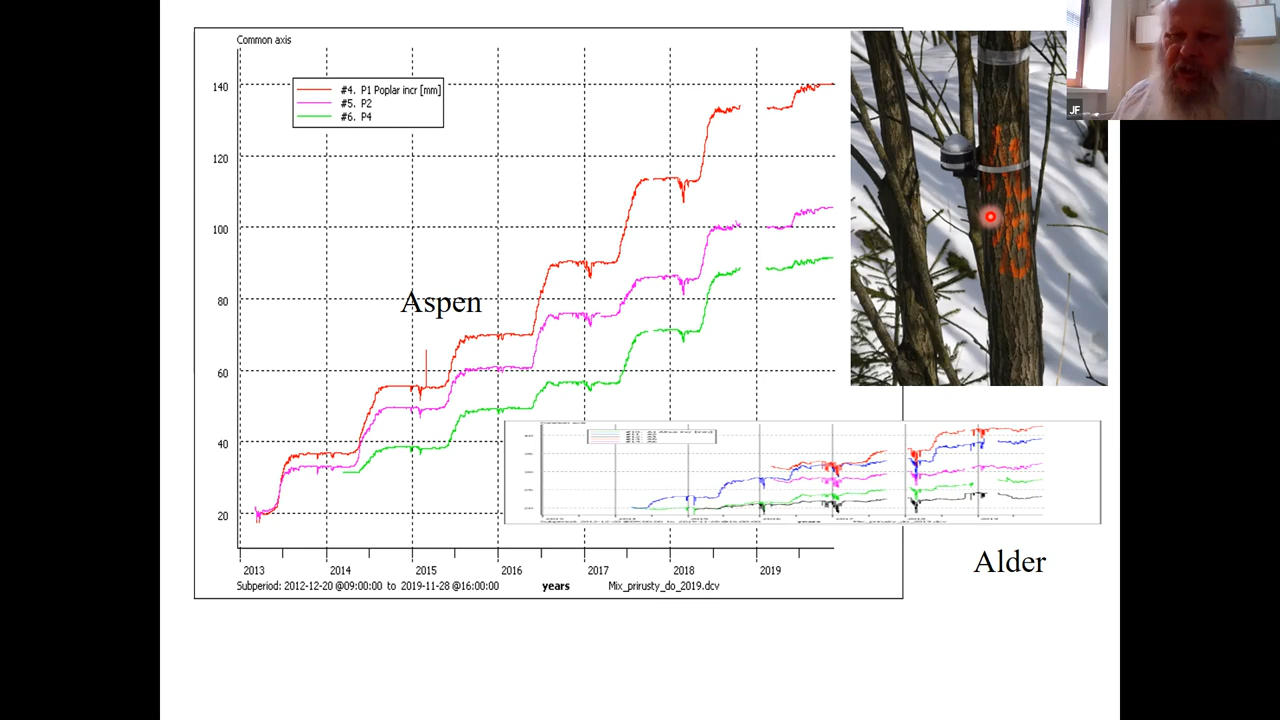 Common axis
#4. P1 Poplar incr [mm]
#5. P2
#6. P4
140
120
100
80
60
40
20
Aspen
2013 2014 2015 2016 2017 2018 2019
Subperiod: 2012-12-20 @09:00:00 to 2019-11-28 @16:00:00 years Mix_prirusty_do_2019.dcv
JF
Alder